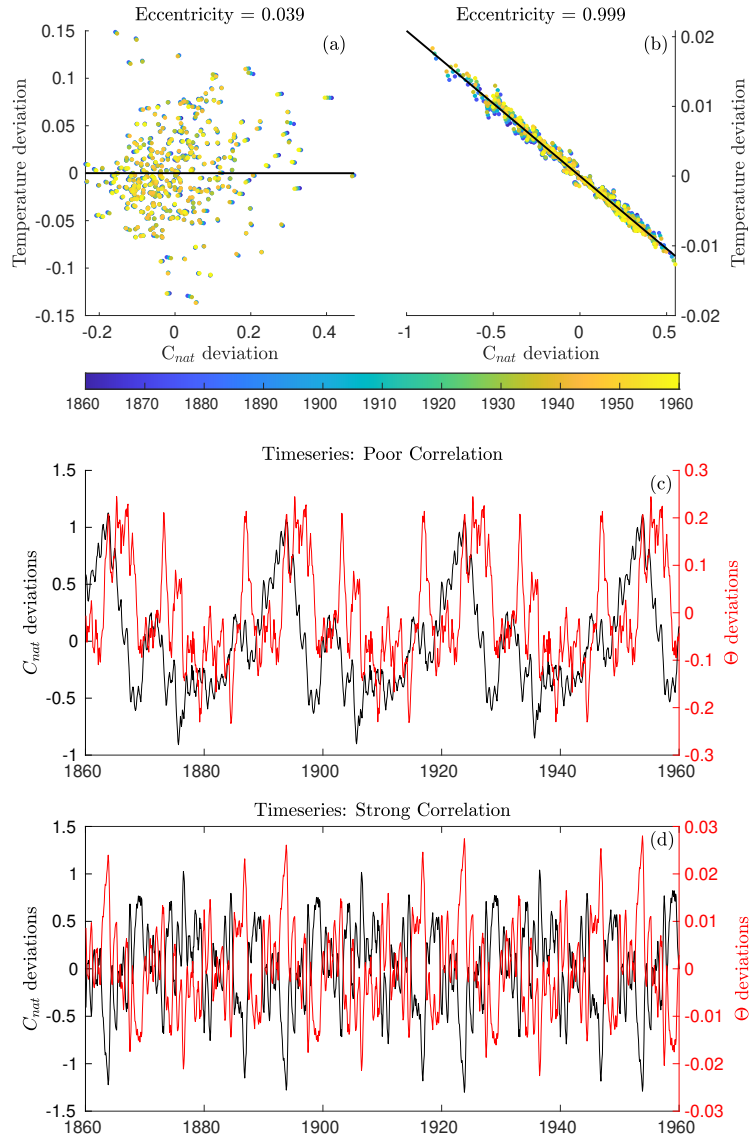 Eccentricity = 0.039
Eccentricity = 0.999
(a)
(b)
Temperature deviation
0.15
0.1
0.05
0
-0.05
-0.1
-0.15
-0.2 0 0.2 0.4
C_nat deviation
0.02
0.01
0
-0.01
-0.02
Temperature deviation
-1 -0.5 0 0.5
C_nat deviation
1860 1870 1880 1890 1900 1910 1920 1930 1940 1950 1960
Timeseries: Poor Correlation
(c)
C_nat deviations
1.5
1
0.5
0
-0.5
-1
0.3
0.2
0.1
0
-0.1
-0.2
-0.3
Θ deviations
1860 1880 1900 1920 1940 1960
Timeseries: Strong Correlation
(d)
C_nat deviations
1.5
1
0.5
0
-0.5
-1
-1.5
0.03
0.02
0.01
0
-0.01
-0.02
-0.03
Θ deviations
1860 1880 1900 1920 1940 1960